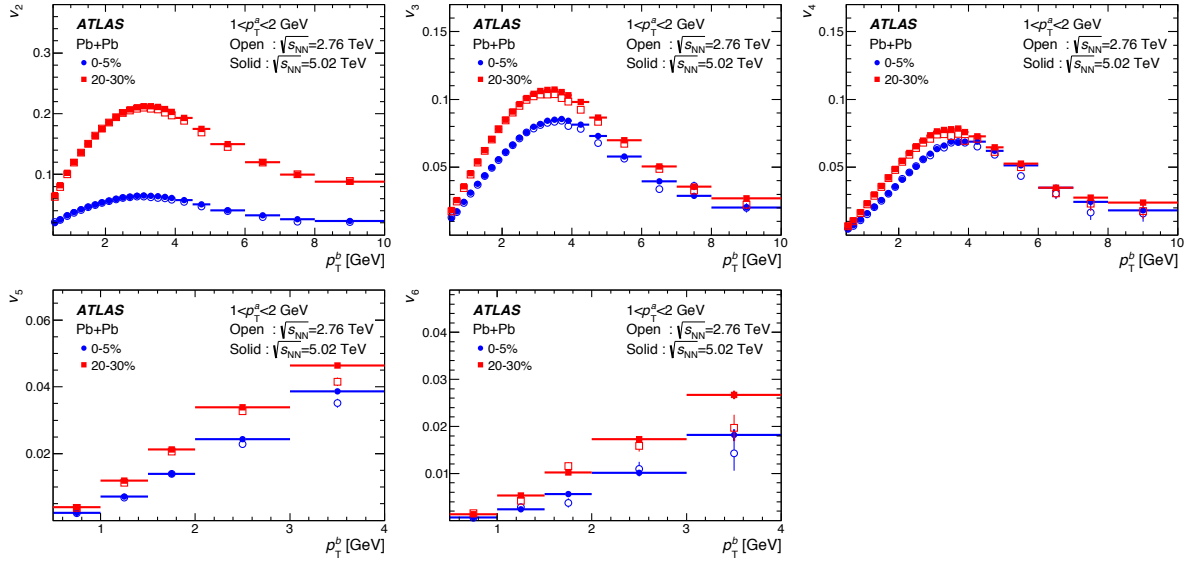 v₂
ATLAS
1<p_T^a<2 GeV
Pb+Pb
Open : √s_NN=2.76 TeV
0-5%
Solid : √s_NN=5.02 TeV
20-30%
0.3
0.2
0.1
2 4 6 8 10
p_T^b [GeV]
v₃
ATLAS
1<p_T^a<2 GeV
Pb+Pb
Open : √s_NN=2.76 TeV
0-5%
Solid : √s_NN=5.02 TeV
20-30%
0.15
0.1
0.05
2 4 6 8 10
p_T^b [GeV]
v₄
ATLAS
1<p_T^a<2 GeV
Pb+Pb
Open : √s_NN=2.76 TeV
0-5%
Solid : √s_NN=5.02 TeV
20-30%
0.15
0.1
0.05
2 4 6 8 10
p_T^b [GeV]
v₅
ATLAS
1<p_T^a<2 GeV
Pb+Pb
Open : √s_NN=2.76 TeV
0-5%
Solid : √s_NN=5.02 TeV
20-30%
0.06
0.04
0.02
1 2 3 4
p_T^b [GeV]
v₆
ATLAS
1<p_T^a<2 GeV
Pb+Pb
Open : √s_NN=2.76 TeV
0-5%
Solid : √s_NN=5.02 TeV
20-30%
0.04
0.03
0.02
0.01
1 2 3 4
p_T^b [GeV]